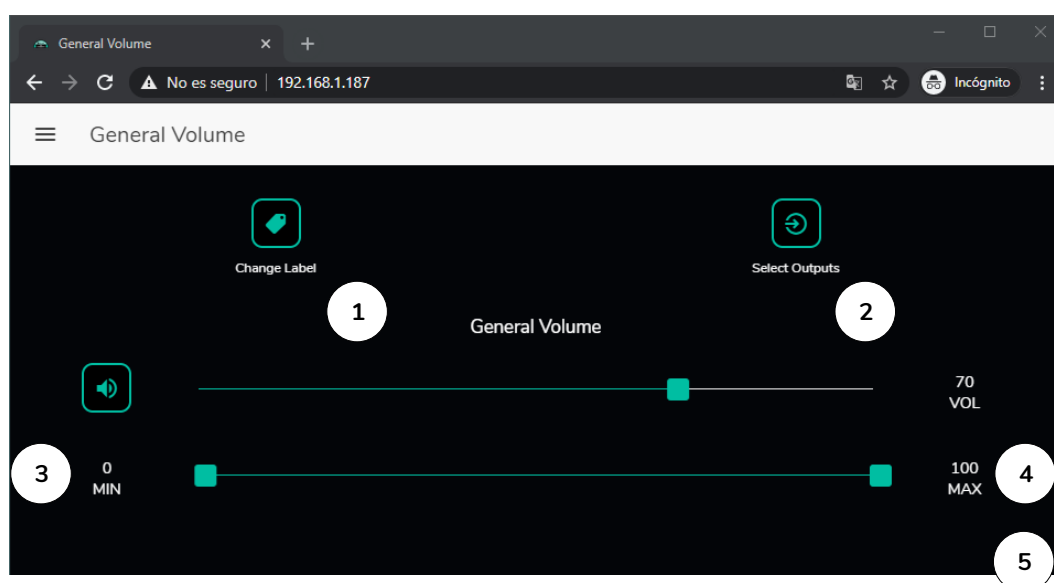 General Volume
No es seguro | 192.168.1.187
Incógnito
General Volume
Change Label
Select Outputs
1
2
General Volume
70
VOL
3
0
MIN
100
MAX
4
5